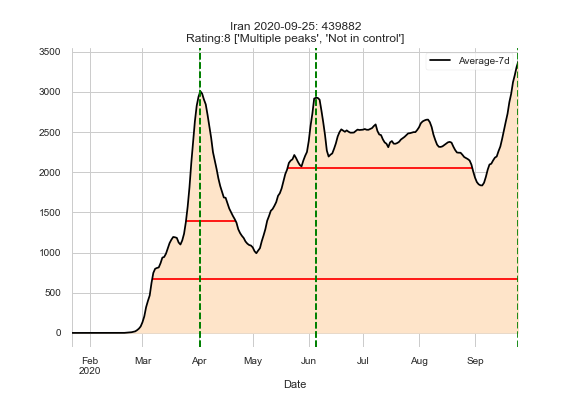 Iran 2020-09-25: 439882
Rating:8 ['Multiple peaks', 'Not in control']
Average-7d
3500
3000
2500
2000
1500
1000
500
0
Feb Mar Apr May Jun Jul Aug Sep
2020
Date